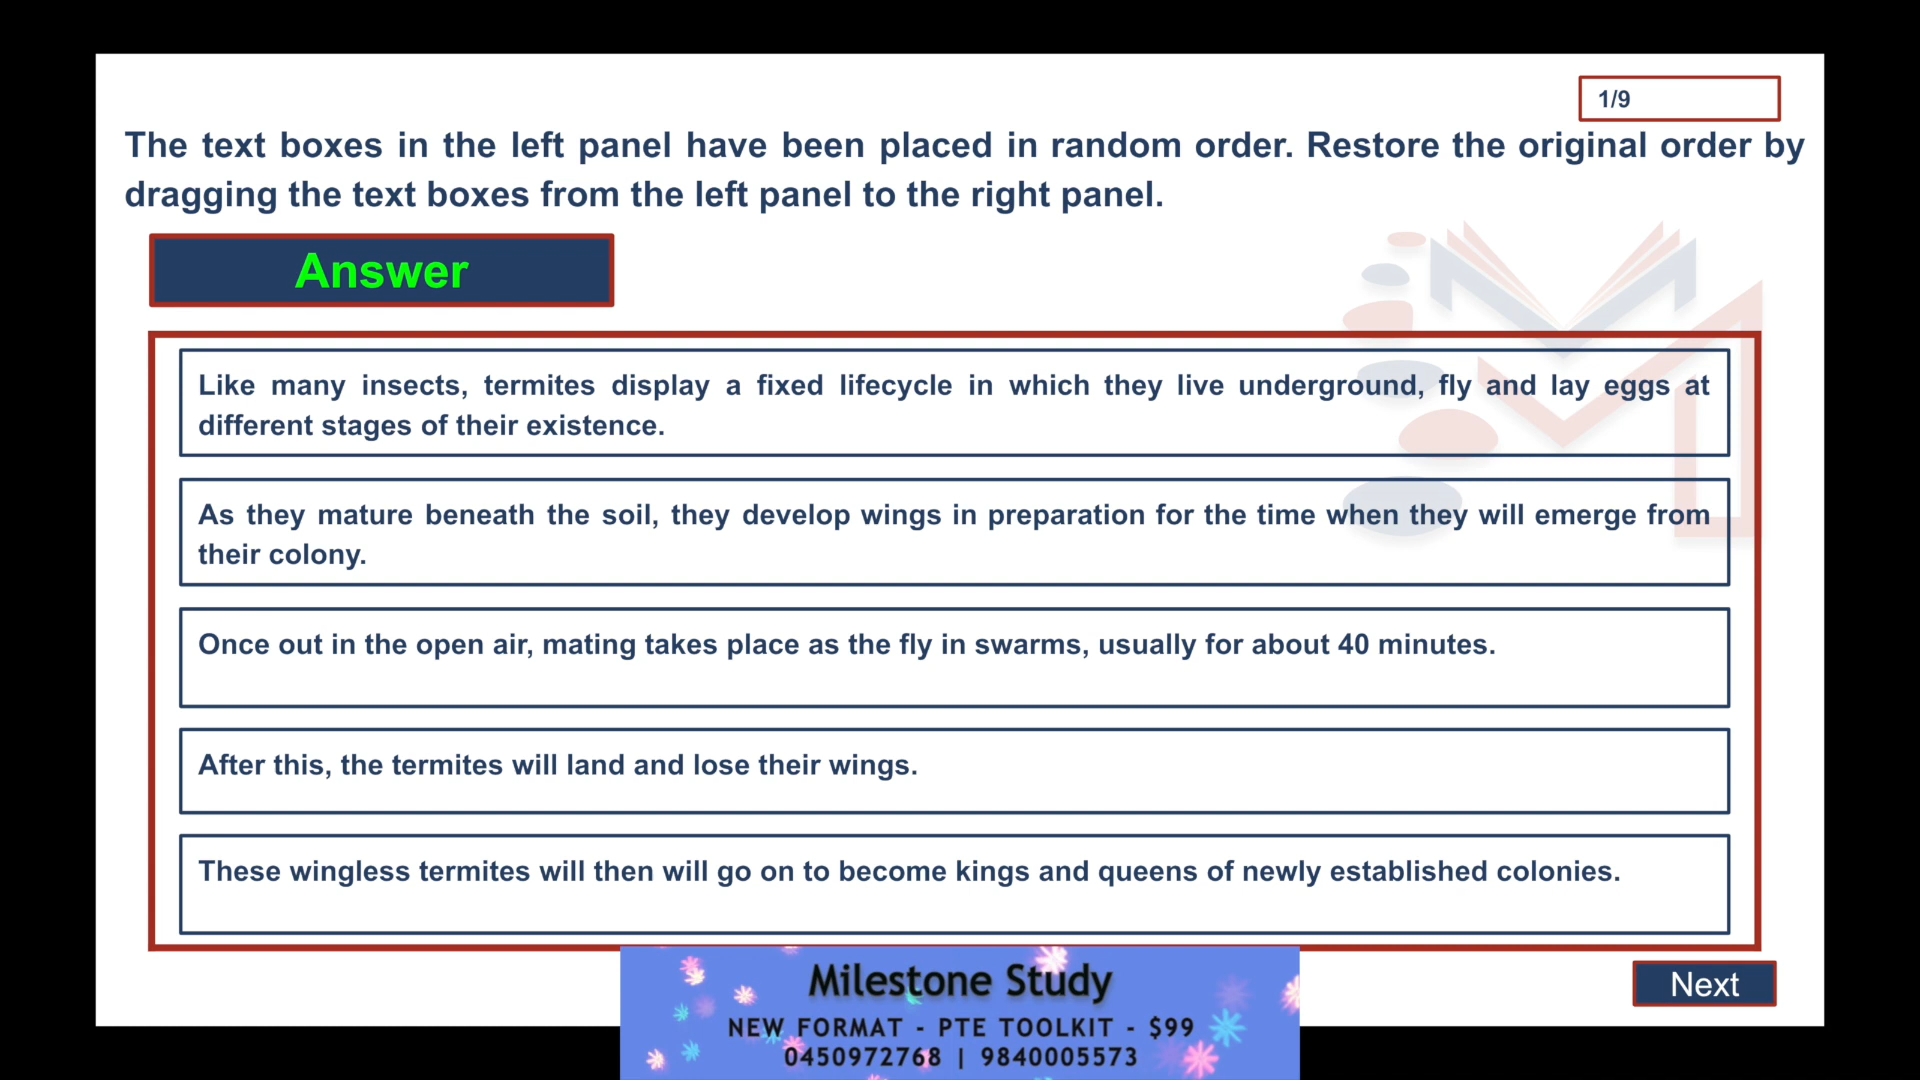 1/9
The text boxes in the left panel have been placed in random order. Restore the original order by
dragging the text boxes from the left panel to the right panel.
Answer
Like many insects, termites display a fixed lifecycle in which they live underground, fly and lay eggs at
different stages of their existence.
As they mature beneath the soil, they develop wings in preparation for the time when they will emerge from
their colony.
Once out in the open air, mating takes place as the fly in swarms, usually for about 40 minutes.
After this, the termites will land and lose their wings.
These wingless termites will then will go on to become kings and queens of newly established colonies.
Next
Milestone Study
NEW FORMAT - PTE TOOLKIT - $99
0450972768 | 9840005573